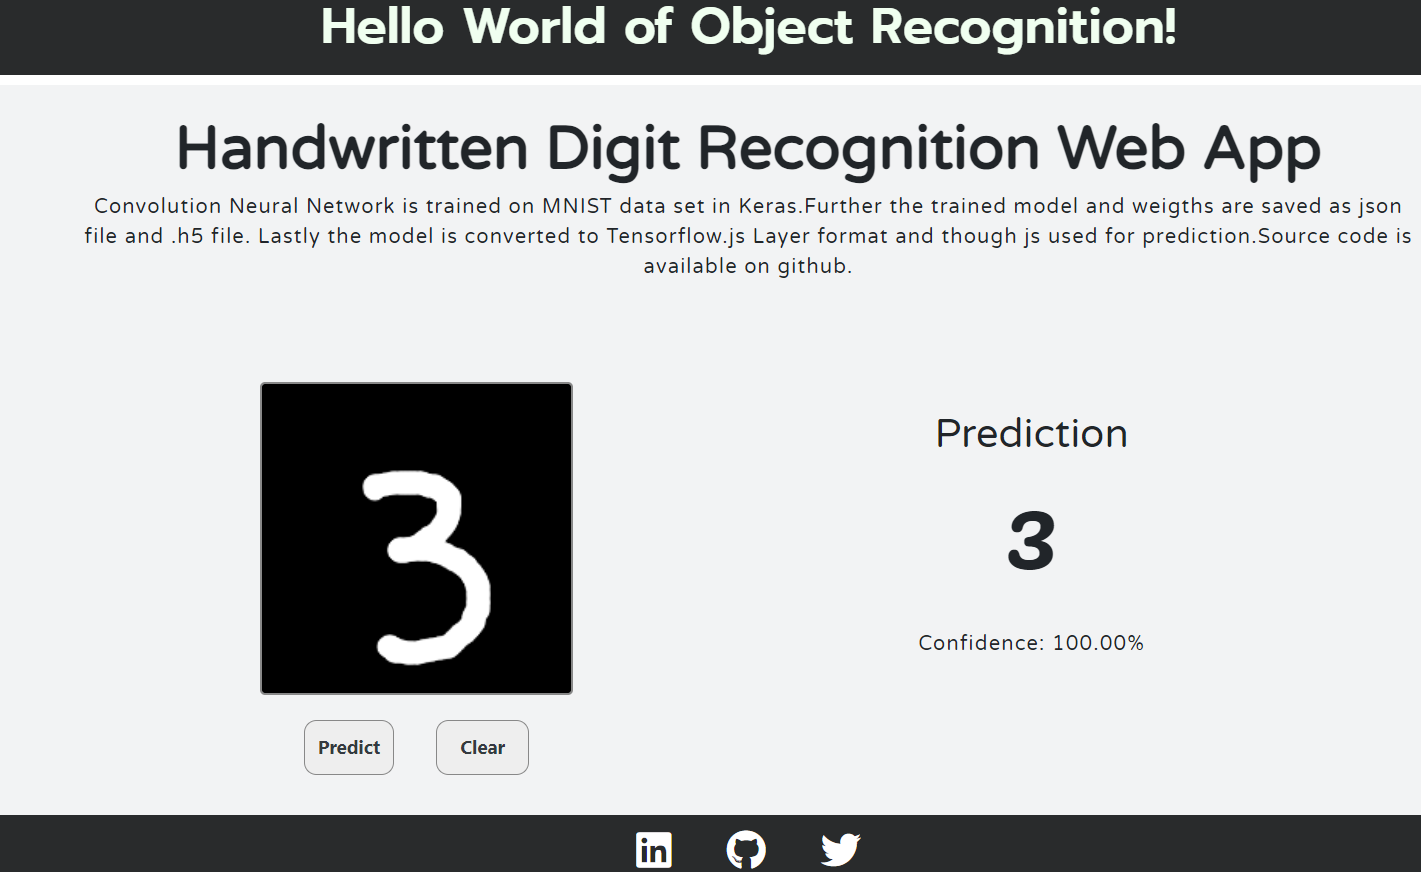 Hello World of Object Recognition!
Handwritten Digit Recognition Web App
Convolution Neural Network is trained on MNIST data set in Keras.Further the trained model and weigths are saved as json
file and .h5 file. Lastly the model is converted to Tensorflow.js Layer format and though js used for prediction.Source code is
available on github.
3
Prediction
3
Confidence: 100.00%
Predict Clear
in